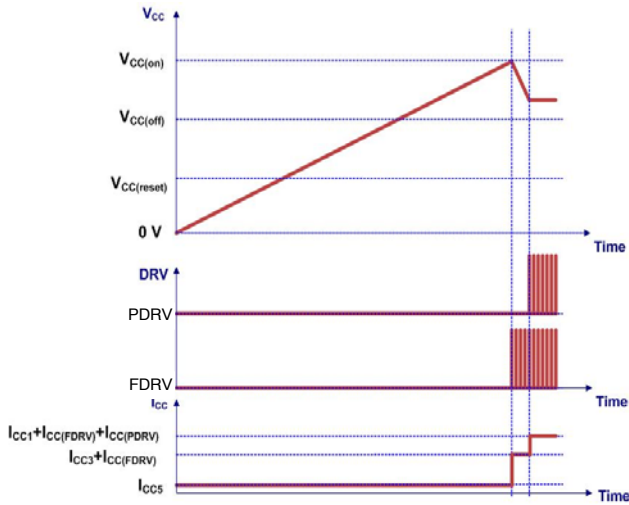 VCC
VCC(on)
VCC(off)
VCC(reset)
0 V
Time
DRV
PDRV
FDRV
Time
ICC
ICC1+ICC(FDRV)+ICC(PDRV)
ICC3+ICC(FDRV)
ICC5
Time